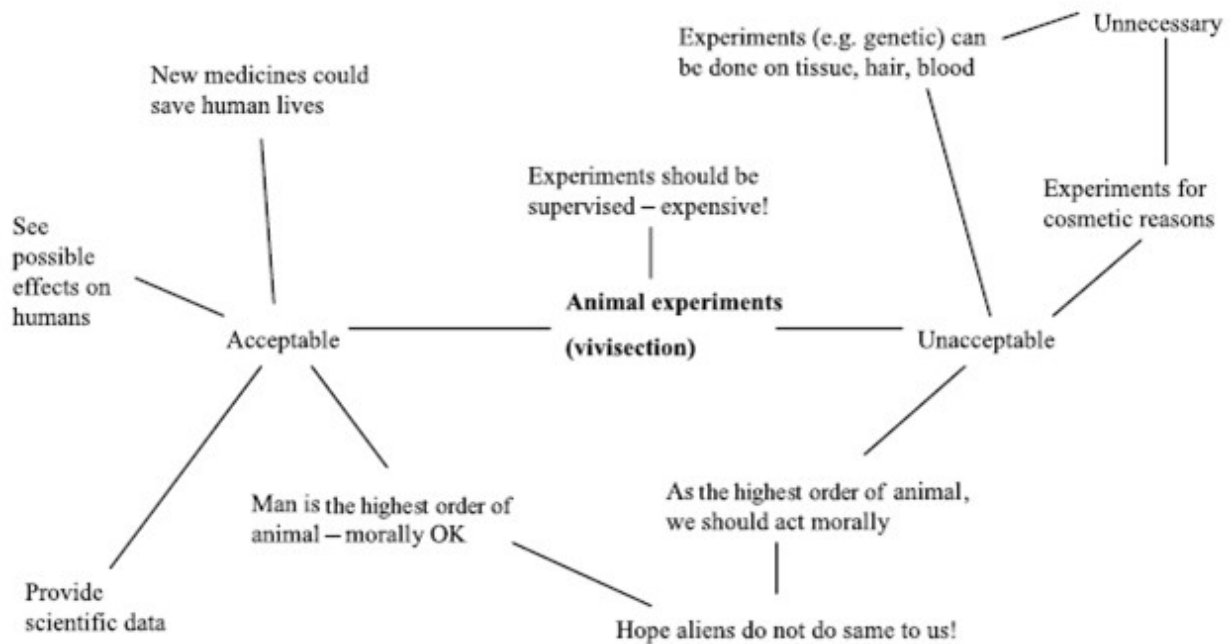 Experiments (e.g. genetic) can
be done on tissue, hair, blood
Unnecessary
New medicines could
save human lives
Experiments should be
supervised – expensive!
Experiments for
cosmetic reasons
See
possible
effects on
humans
Animal experiments
(vivisection)
Acceptable
Unacceptable
Man is the highest order of
animal – morally OK
As the highest order of animal,
we should act morally
Provide
scientific data
Hope aliens do not do same to us!